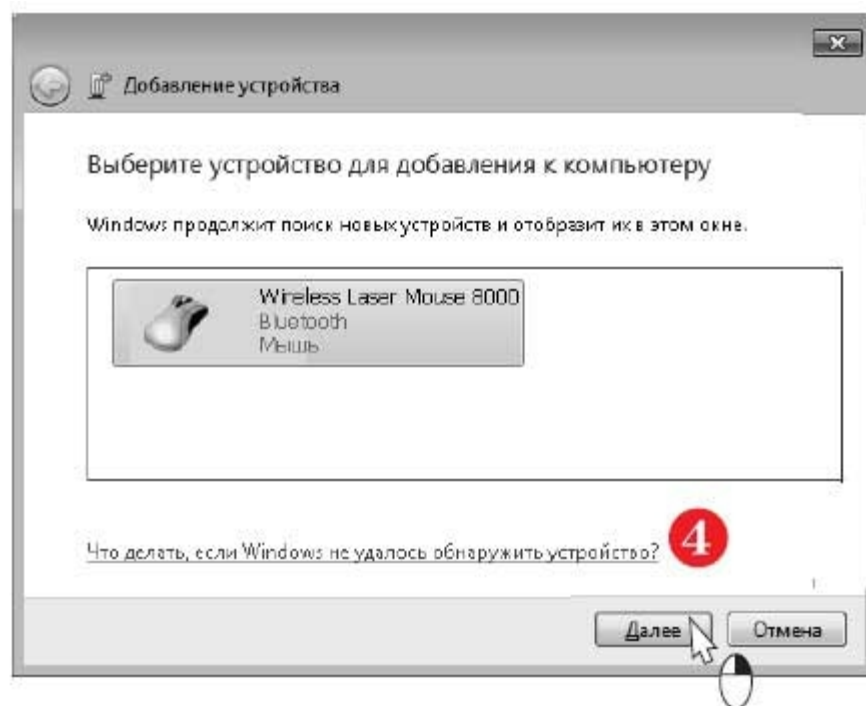 Добавление устройства
Выберите устройство для добавления к компьютеру
Windows продолжит поиск новых устройств и отобразит их в этом окне.
Wireless Laser Mouse 8000
Bluetooth
Мышь
Что делать, если Windows не удалось обнаружить устройство?
4
Далее
Отмена